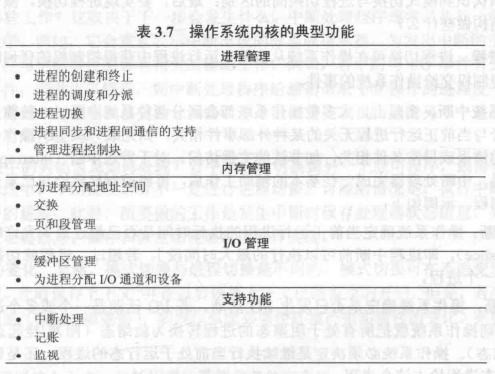 表 3.7 操作系统内核的典型功能
进程管理
• 进程的创建和终止
• 进程的调度和分派
• 进程切换
• 进程同步和进程间通信的支持
• 管理进程控制块
内存管理
• 为进程分配地址空间
• 交换
• 页和段管理
I/O 管理
• 缓冲区管理
• 为进程分配 I/O 通道和设备
支持功能
• 中断处理
• 记账
• 监视